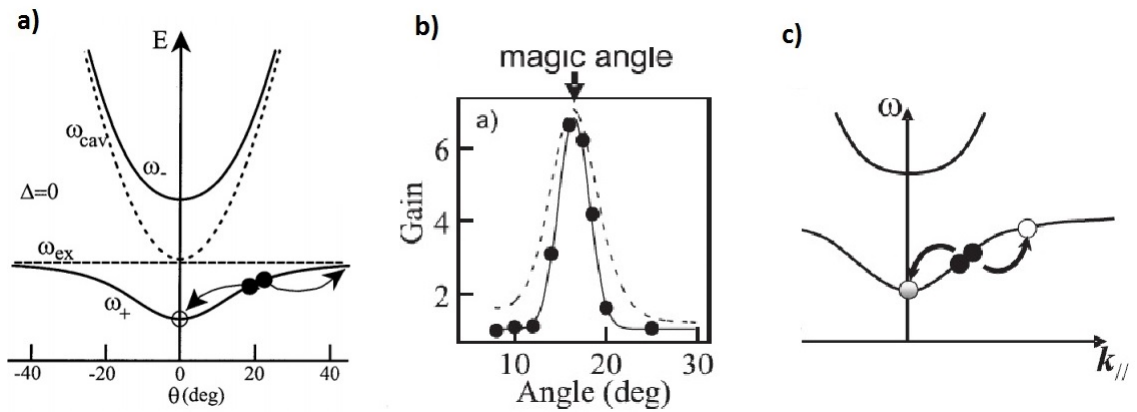 a)
E
ω_cav
ω_-
Δ=0
ω_ex
ω_+
-40 -20 0 20 40
θ(deg)
b)
magic angle
a)
6
4
2
Gain
10 20 30
Angle (deg)
c)
ω
k_//